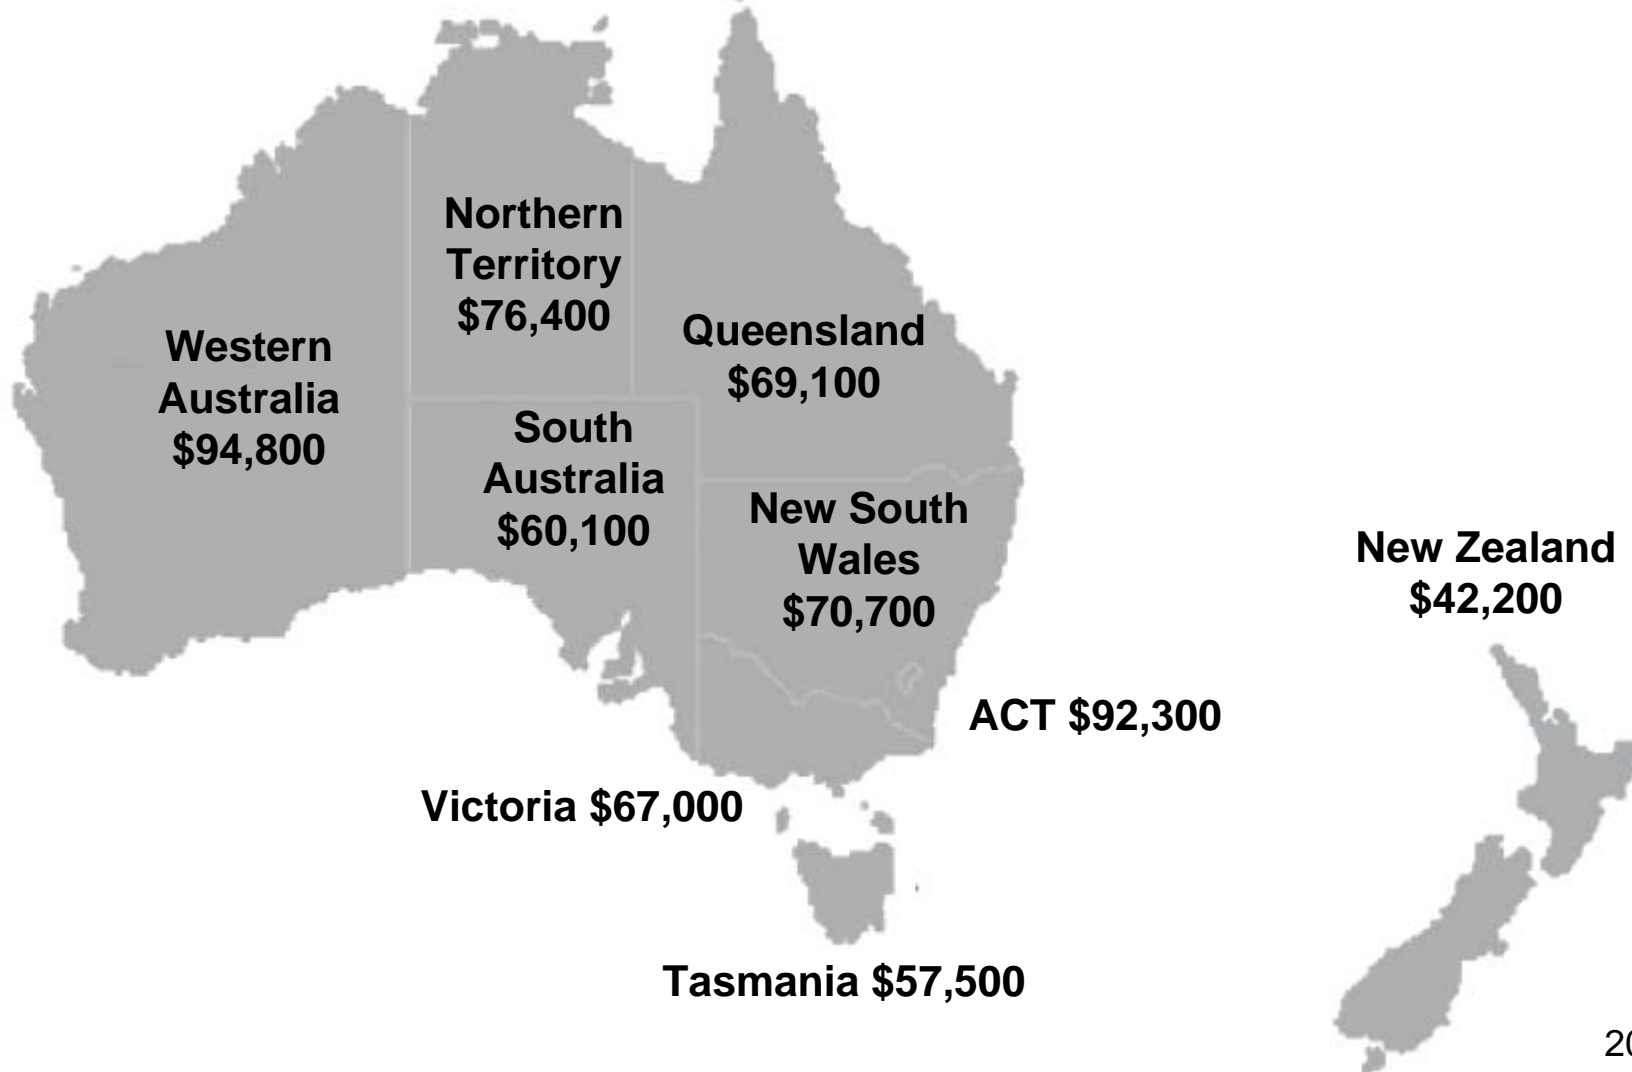 Northern
Territory
$76,400
Queensland
$69,100
Western
Australia
$94,800
South
Australia
$60,100
New South
Wales
$70,700
New Zealand
$42,200
ACT $92,300
Victoria $67,000
Tasmania $57,500